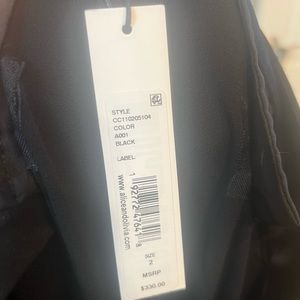 STYLE
CC110205104
COLOR
A001
BLACK
LABEL:
www.aliceandolivia.com
SIZE
2
MSRP
$330.00